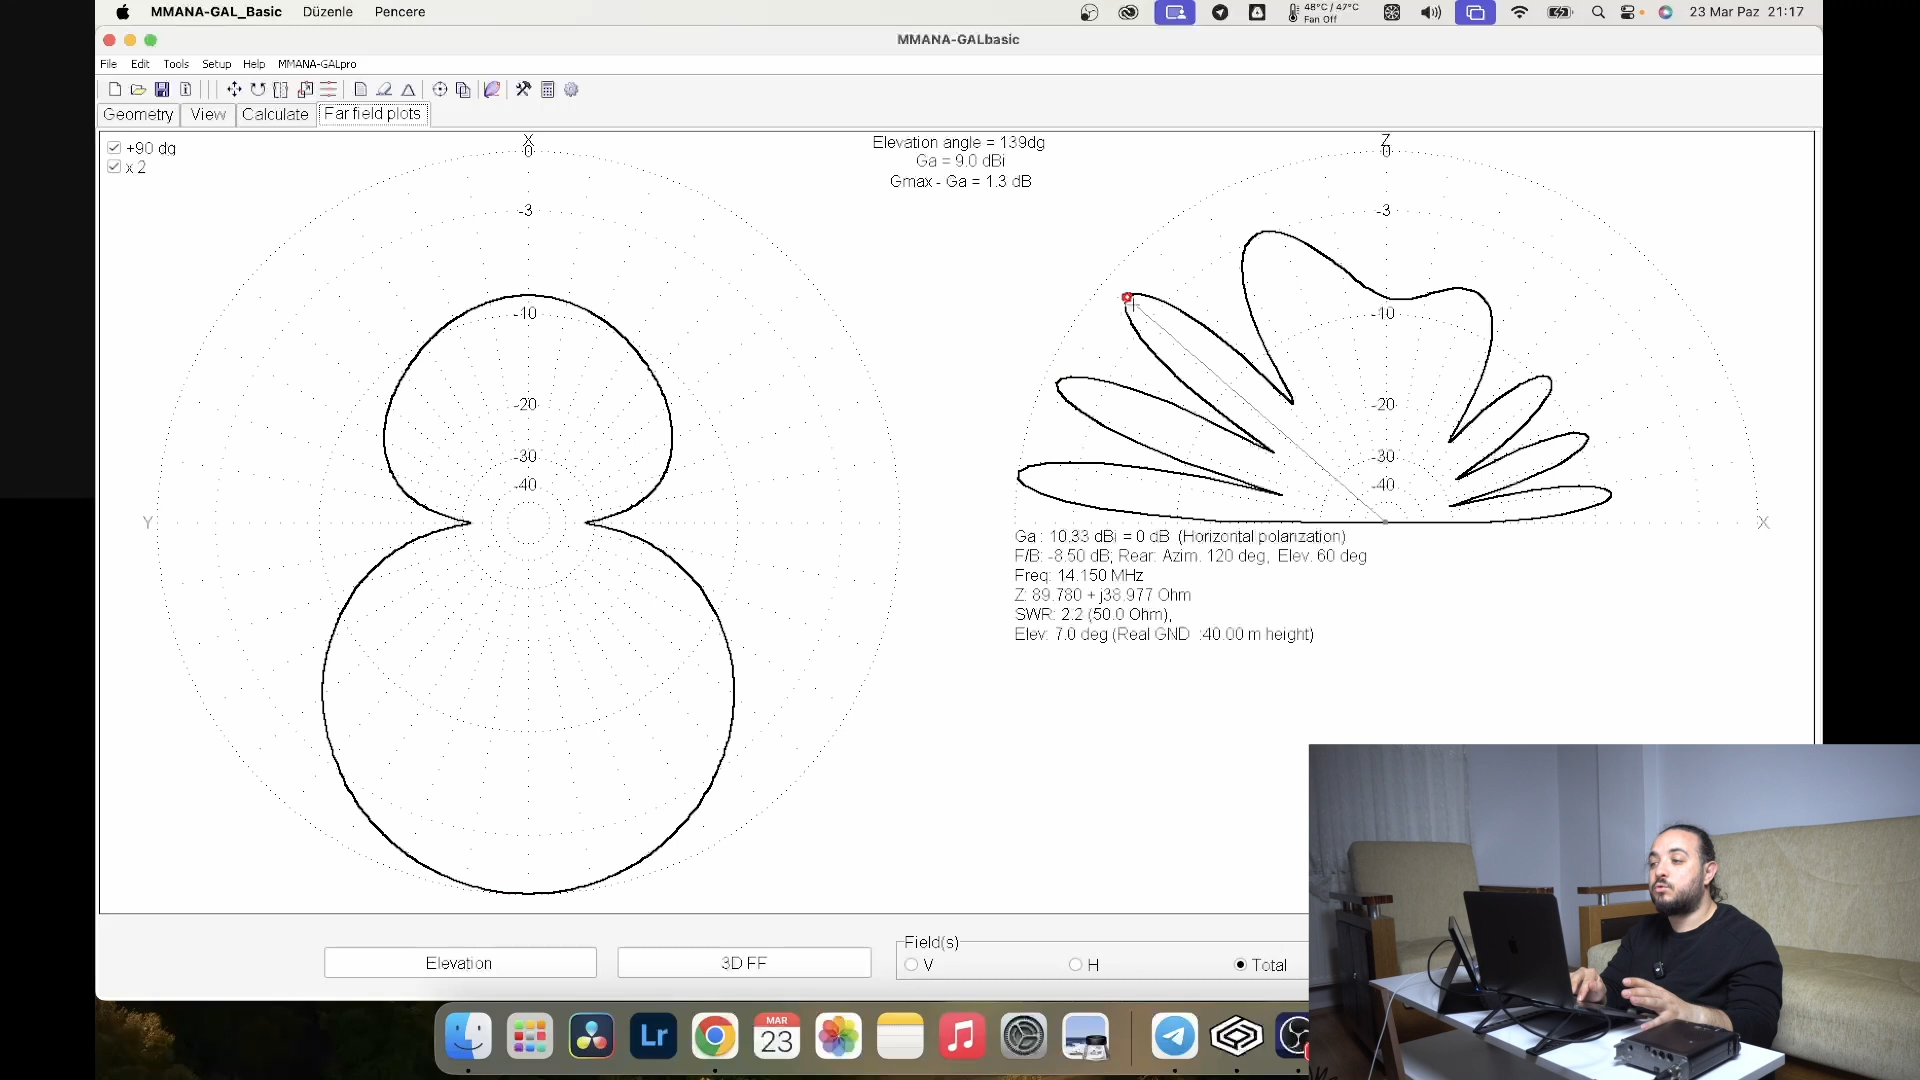 MMANA-GAL_Basic Düzenle Pencere
48°C / 47°C
Fan Off
23 Mar Paz 21:17
MMANA-GALbasic
File Edit Tools Setup Help MMANA-GALpro
Geometry View Calculate Far field plots
+90 dg
x 2
X
0
-3
-10
-20
-30
-40
Y
Elevation angle = 139dg
Ga = 9.0 dBi
Gmax - Ga = 1.3 dB
Z
0
-3
-10
-20
-30
-40
X
Ga : 10.33 dBi = 0 dB (Horizontal polarization)
F/B: -8.50 dB; Rear: Azim. 120 deg, Elev. 60 deg
Freq: 14.150 MHz
Z: 89.780 + j38.977 Ohm
SWR: 2.2 (50.0 Ohm),
Elev: 7.0 deg (Real GND :40.00 m height)
Elevation
3D FF
Field(s)
V H Total
Lr
MAR
23